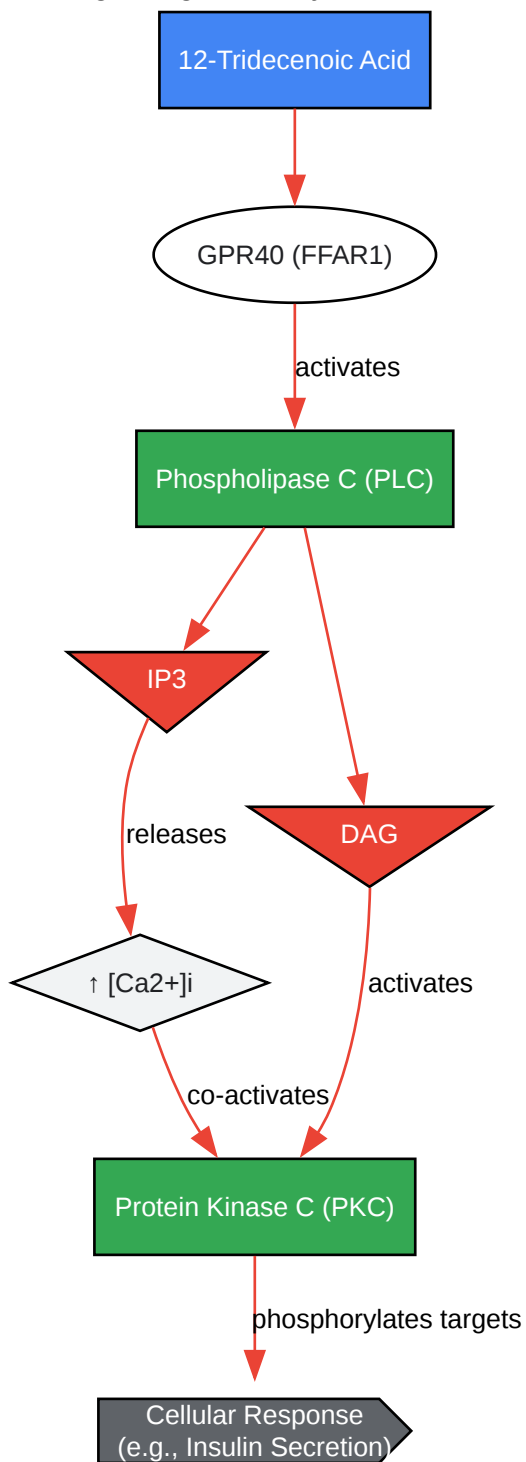 12-Tridecenoic Acid
GPR40 (FFAR1)
activates
Phospholipase C (PLC)
IP3
releases
DAG
↑ [Ca2+]i
activates
co-activates
Protein Kinase C (PKC)
phosphorylates targets
Cellular Response
(e.g., Insulin Secretion)